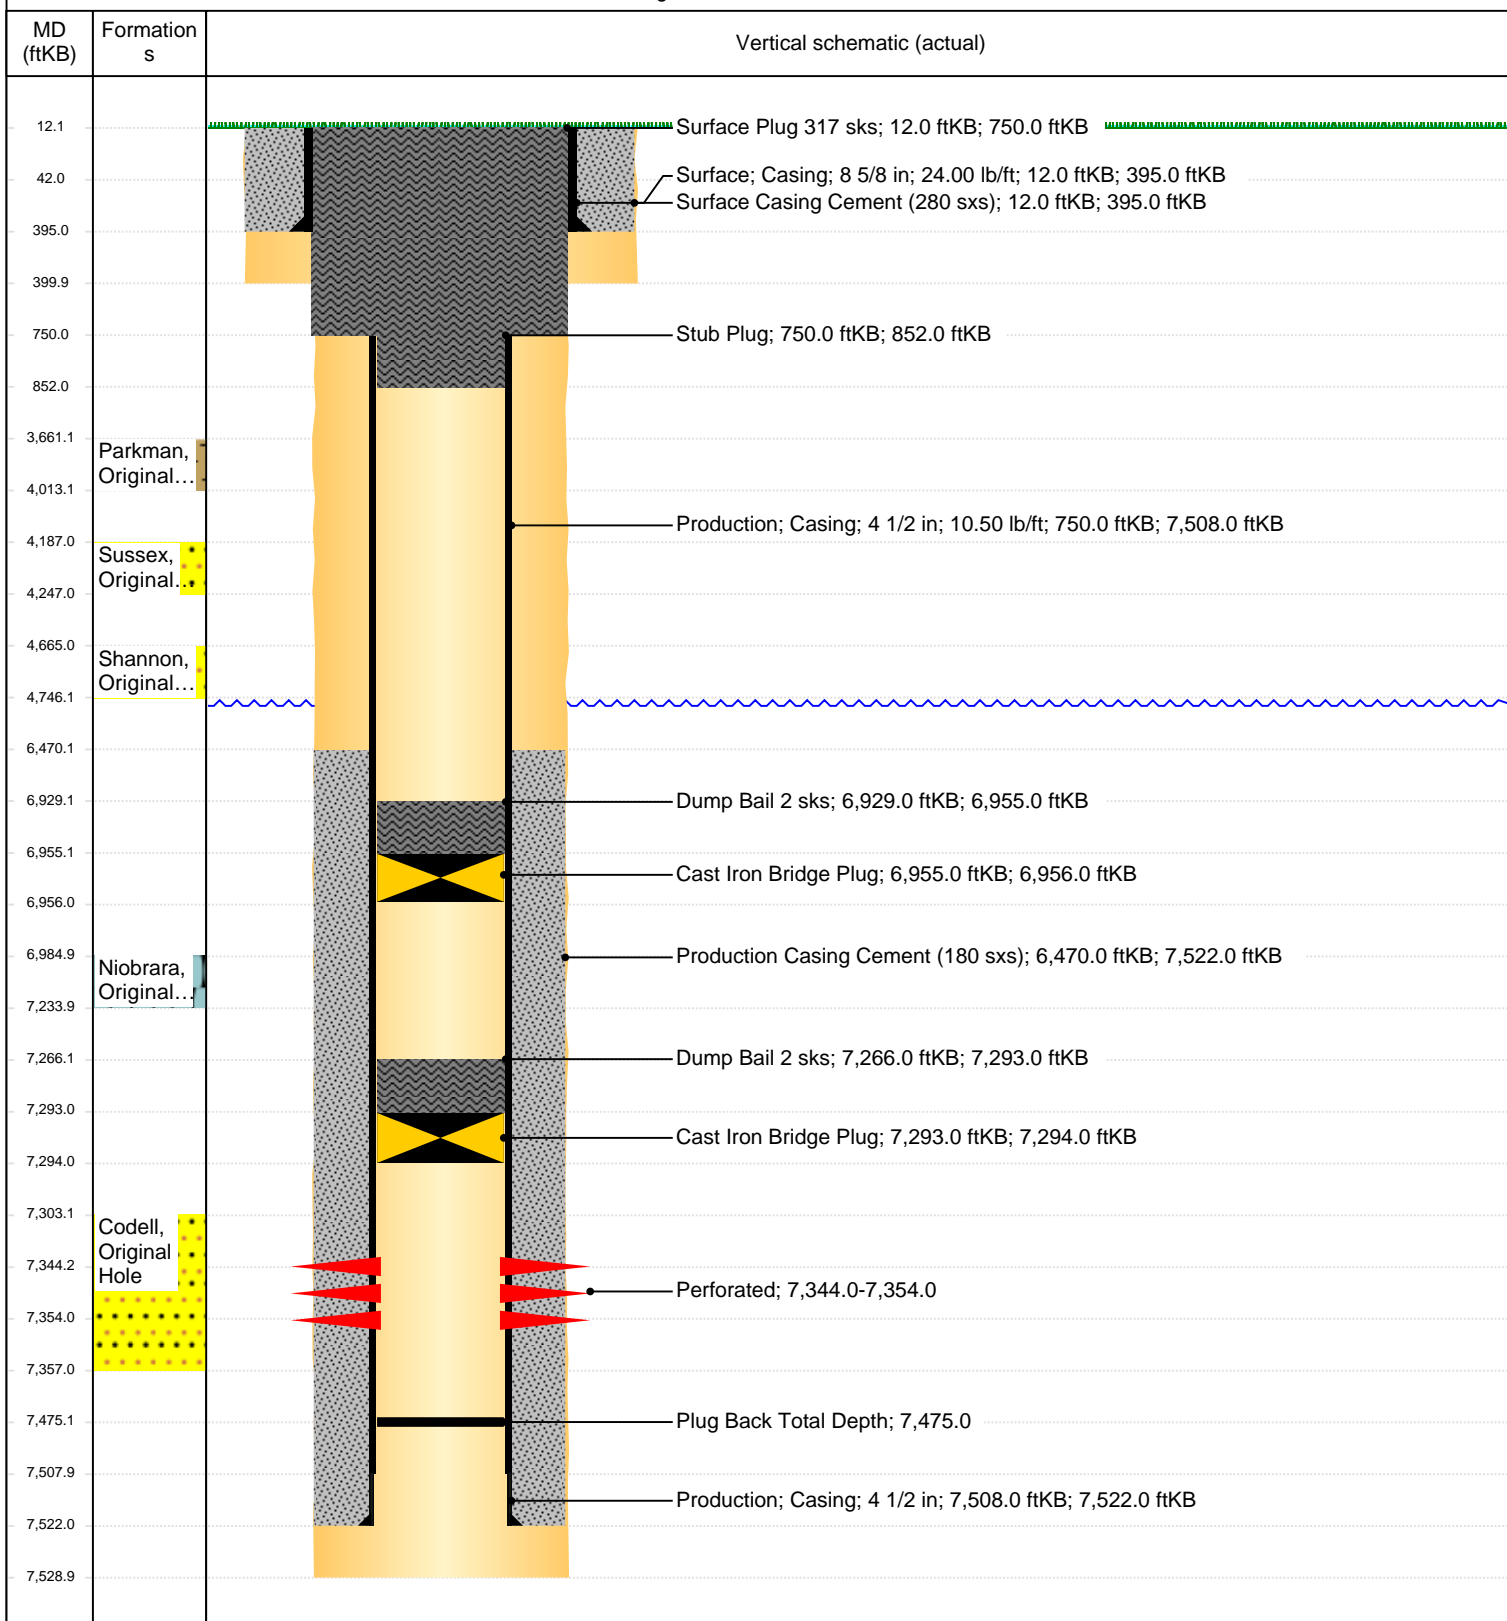 MD
(ftKB)
Formation
s
Vertical schematic (actual)
12.1
Surface Plug 317 sks; 12.0 ftKB; 750.0 ftKB
42.0
Surface; Casing; 8 5/8 in; 24.00 lb/ft; 12.0 ftKB; 395.0 ftKB
Surface Casing Cement (280 sxs); 12.0 ftKB; 395.0 ftKB
395.0
399.9
750.0
Stub Plug; 750.0 ftKB; 852.0 ftKB
852.0
3,661.1
Parkman,
Original...
4,013.1
Production; Casing; 4 1/2 in; 10.50 lb/ft; 750.0 ftKB; 7,508.0 ftKB
4,187.0
Sussex,
Original...
4,247.0
4,665.0
Shannon,
Original...
4,746.1
6,470.1
6,929.1
Dump Bail 2 sks; 6,929.0 ftKB; 6,955.0 ftKB
6,955.1
Cast Iron Bridge Plug; 6,955.0 ftKB; 6,956.0 ftKB
6,956.0
6,984.9
Production Casing Cement (180 sxs); 6,470.0 ftKB; 7,522.0 ftKB
Niobrara,
Original...
7,233.9
7,266.1
Dump Bail 2 sks; 7,266.0 ftKB; 7,293.0 ftKB
7,293.0
Cast Iron Bridge Plug; 7,293.0 ftKB; 7,294.0 ftKB
7,294.0
7,303.1
Codell,
Original
Hole
7,344.2
Perforated; 7,344.0-7,354.0
7,354.0
7,357.0
7,475.1
Plug Back Total Depth; 7,475.0
7,507.9
Production; Casing; 4 1/2 in; 7,508.0 ftKB; 7,522.0 ftKB
7,522.0
7,528.9